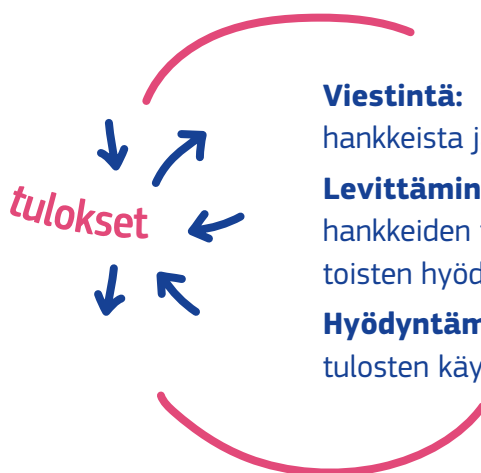 tulokset
Viestintä:
hankkeista j
Levittämin
hankkeiden
toisten hyöd
Hyödyntäm
tulosten käy